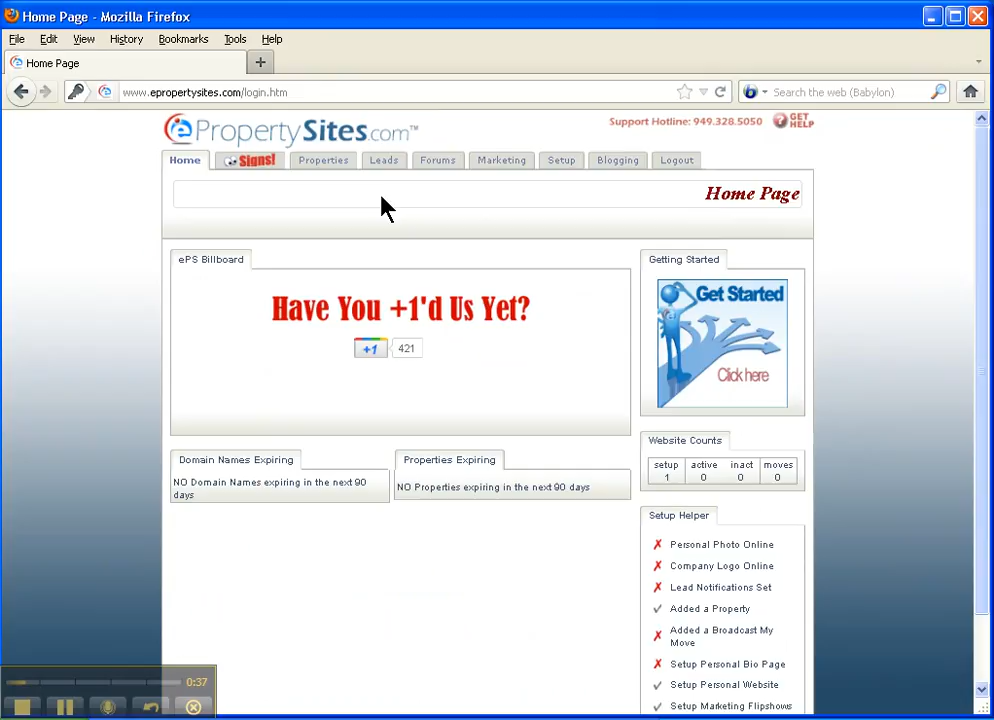 Home Page - Mozilla Firefox
File Edit View History Bookmarks Tools Help
Home Page +
www.epropertysites.com/login.htm
Search the web (Babylon)
ePropertySites.com™
Support Hotline: 949.328.5050 GET HELP
Home Signs! Properties Leads Forums Marketing Setup Blogging Logout
Home Page
ePS Billboard
Getting Started
Have You +1'd Us Yet?
+1 421
Get Started
Click here
Website Counts
setup active inact moves
1 0 0 0
Domain Names Expiring
NO Domain Names expiring in the next 90
days
Properties Expiring
NO Properties expiring in the next 90 days
Setup Helper
✗ Personal Photo Online
✗ Company Logo Online
✗ Lead Notifications Set
✓ Added a Property
✗ Added a Broadcast My
Move
✗ Setup Personal Bio Page
✓ Setup Personal Website
✓ Setup Marketing Flipshows
0:37